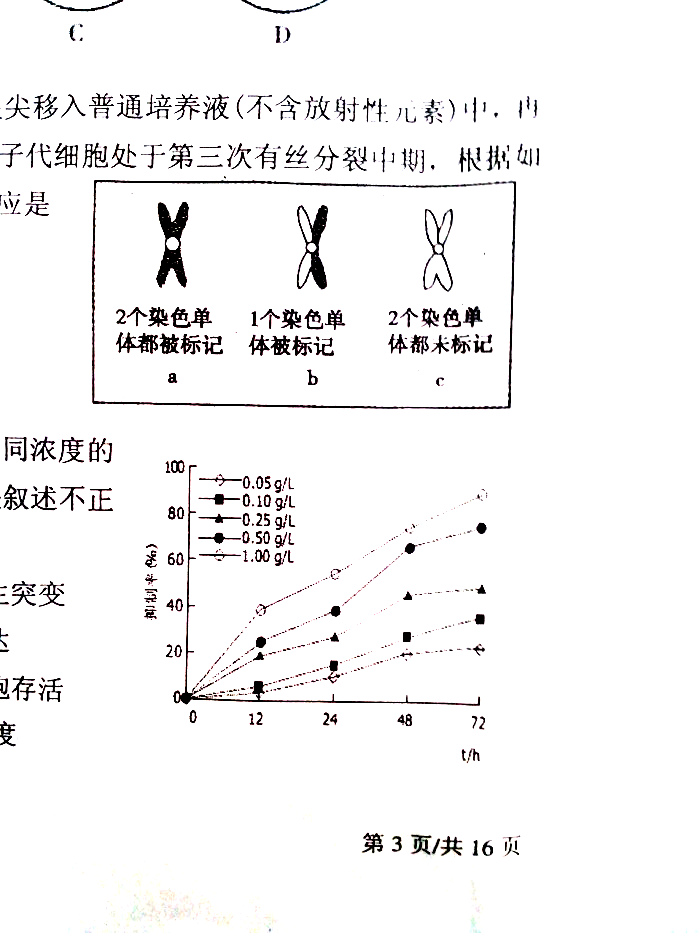 C D
尖移入普通培养液(不含放射性元素)中，再
子代细胞处于第三次有丝分裂中期．根据如
应是
2个染色单 1个染色单 2个染色单
体都被标记 体被标记 体都未标记
a b c
同浓度的
叙述不正
突变
达
胞存活
度
100
80
60
40
20
0
抑制率(%)
0.05 g/L
0.10 g/L
0.25 g/L
0.50 g/L
1.00 g/L
0 12 24 48 72
t/h
第 3 页/共 16 页